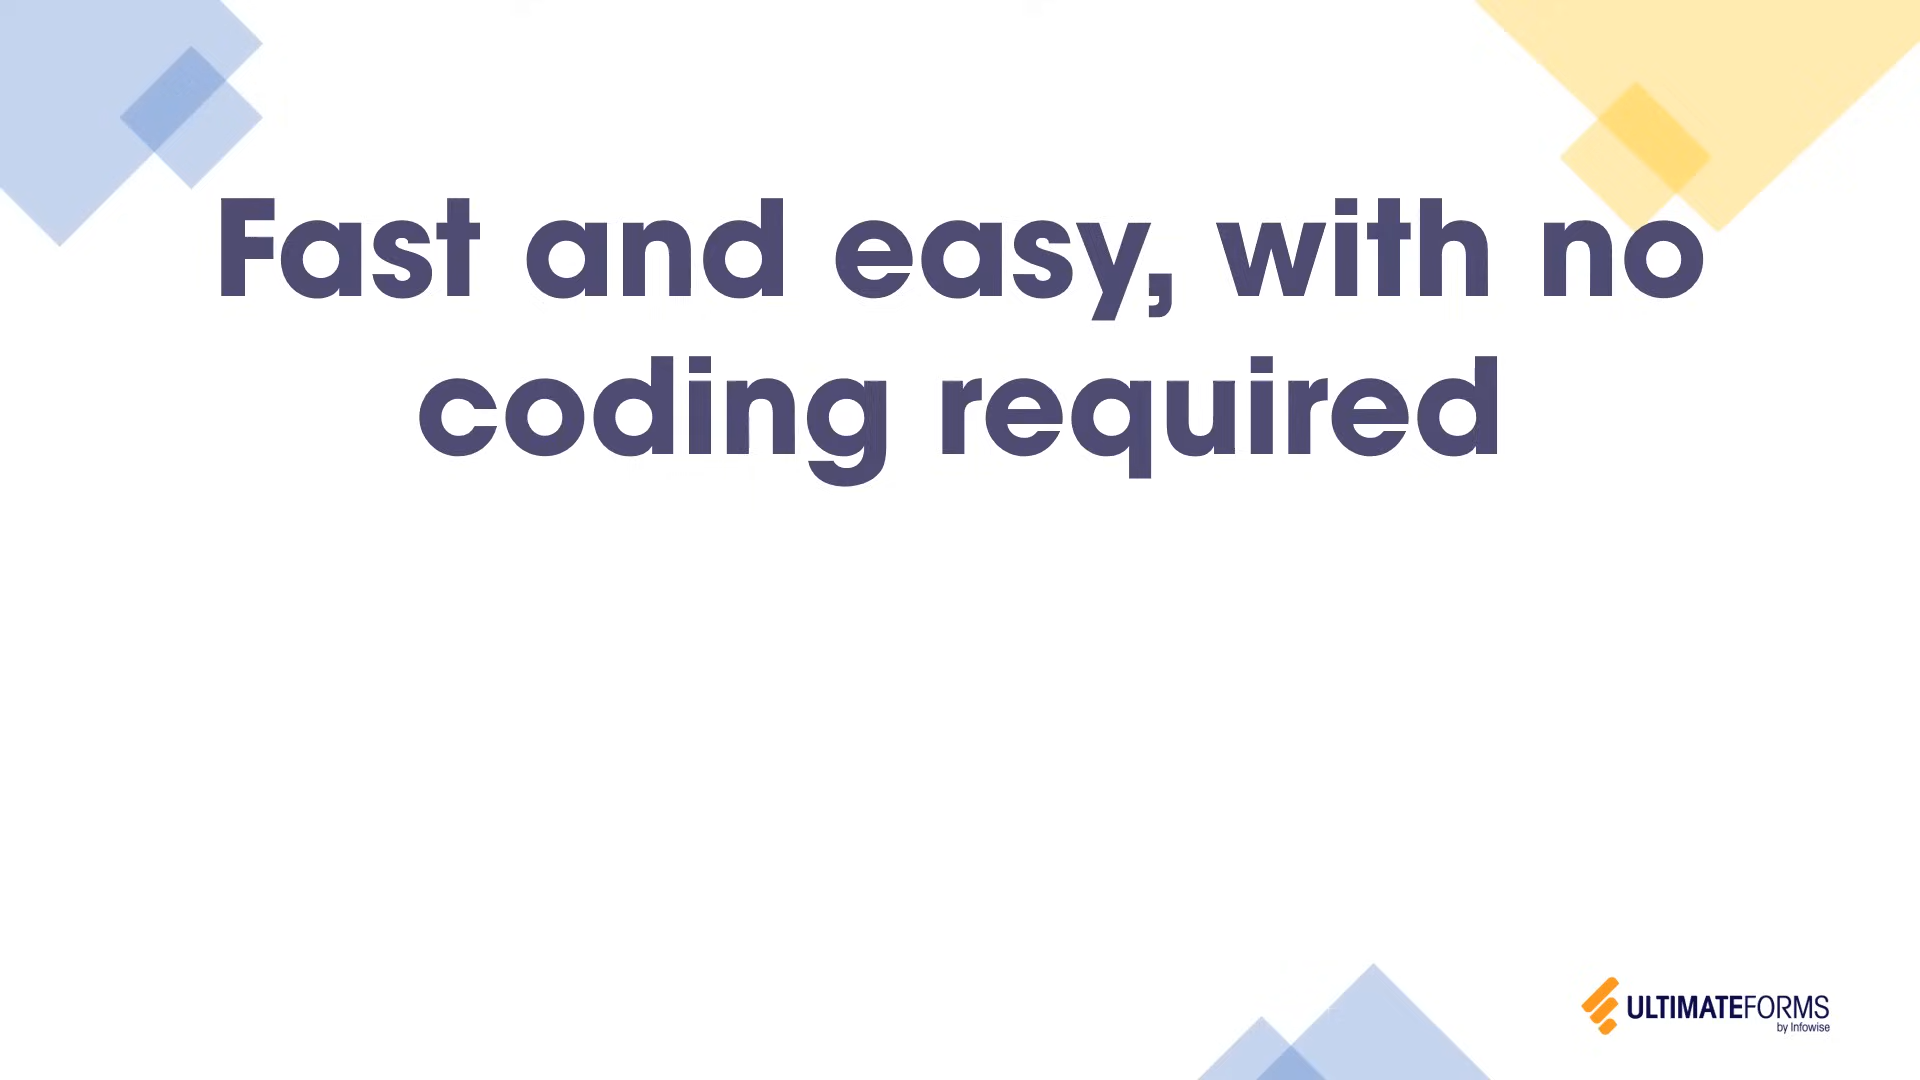 Fast and easy, with no
coding required
ULTIMATEFORMS
by Infowise